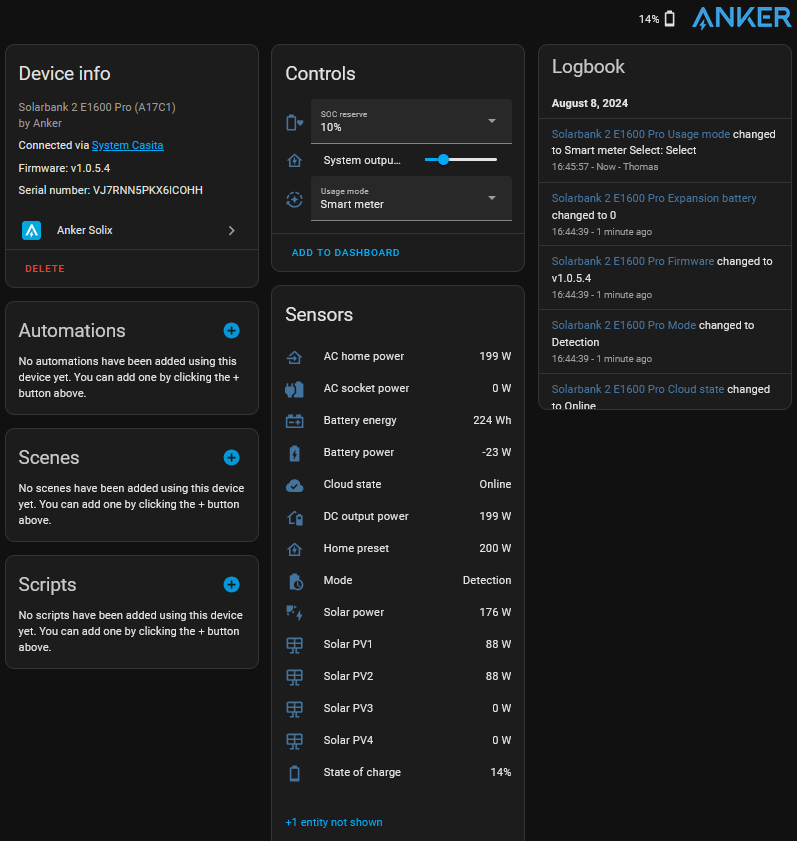 14%
ANKER
Device info
Solarbank 2 E1600 Pro (A17C1)
by Anker
Connected via System Casita
Firmware: v1.0.5.4
Serial number: VJ7RNN5PKX6ICOHH
Anker Solix
DELETE
Automations
No automations have been added using this
device yet. You can add one by clicking the +
button above.
Scenes
No scenes have been added using this device
yet. You can add one by clicking the + button
above.
Scripts
No scripts have been added using this device
yet. You can add one by clicking the + button
above.
Controls
SOC reserve
10%
System outpu...
Usage mode
Smart meter
ADD TO DASHBOARD
Sensors
AC home power 199 W
AC socket power 0 W
Battery energy 224 Wh
Battery power -23 W
Cloud state Online
DC output power 199 W
Home preset 200 W
Mode Detection
Solar power 176 W
Solar PV1 88 W
Solar PV2 88 W
Solar PV3 0 W
Solar PV4 0 W
State of charge 14%
+1 entity not shown
Logbook
August 8, 2024
Solarbank 2 E1600 Pro Usage mode changed
to Smart meter Select: Select
16:45:57 - Now - Thomas
Solarbank 2 E1600 Pro Expansion battery
changed to 0
16:44:39 - 1 minute ago
Solarbank 2 E1600 Pro Firmware changed to
v1.0.5.4
16:44:39 - 1 minute ago
Solarbank 2 E1600 Pro Mode changed to
Detection
16:44:39 - 1 minute ago
Solarbank 2 E1600 Pro Cloud state changed
to Online